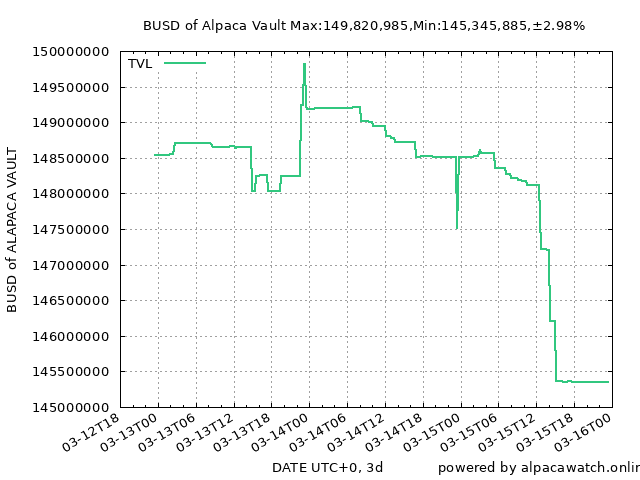 BUSD of Alpaca Vault Max:149,820,985,Min:145,345,885,±2.98%
TVL
150000000
149500000
149000000
148500000
148000000
147500000
147000000
146500000
146000000
145500000
145000000
BUSD of ALAPACA VAULT
03-12T18
03-13T00
03-13T06
03-13T12
03-13T18
03-14T00
03-14T06
03-14T12
03-14T18
03-15T00
03-15T06
03-15T12
03-15T18
03-16T00
DATE UTC+0, 3d
powered by alpacawatch.onlin